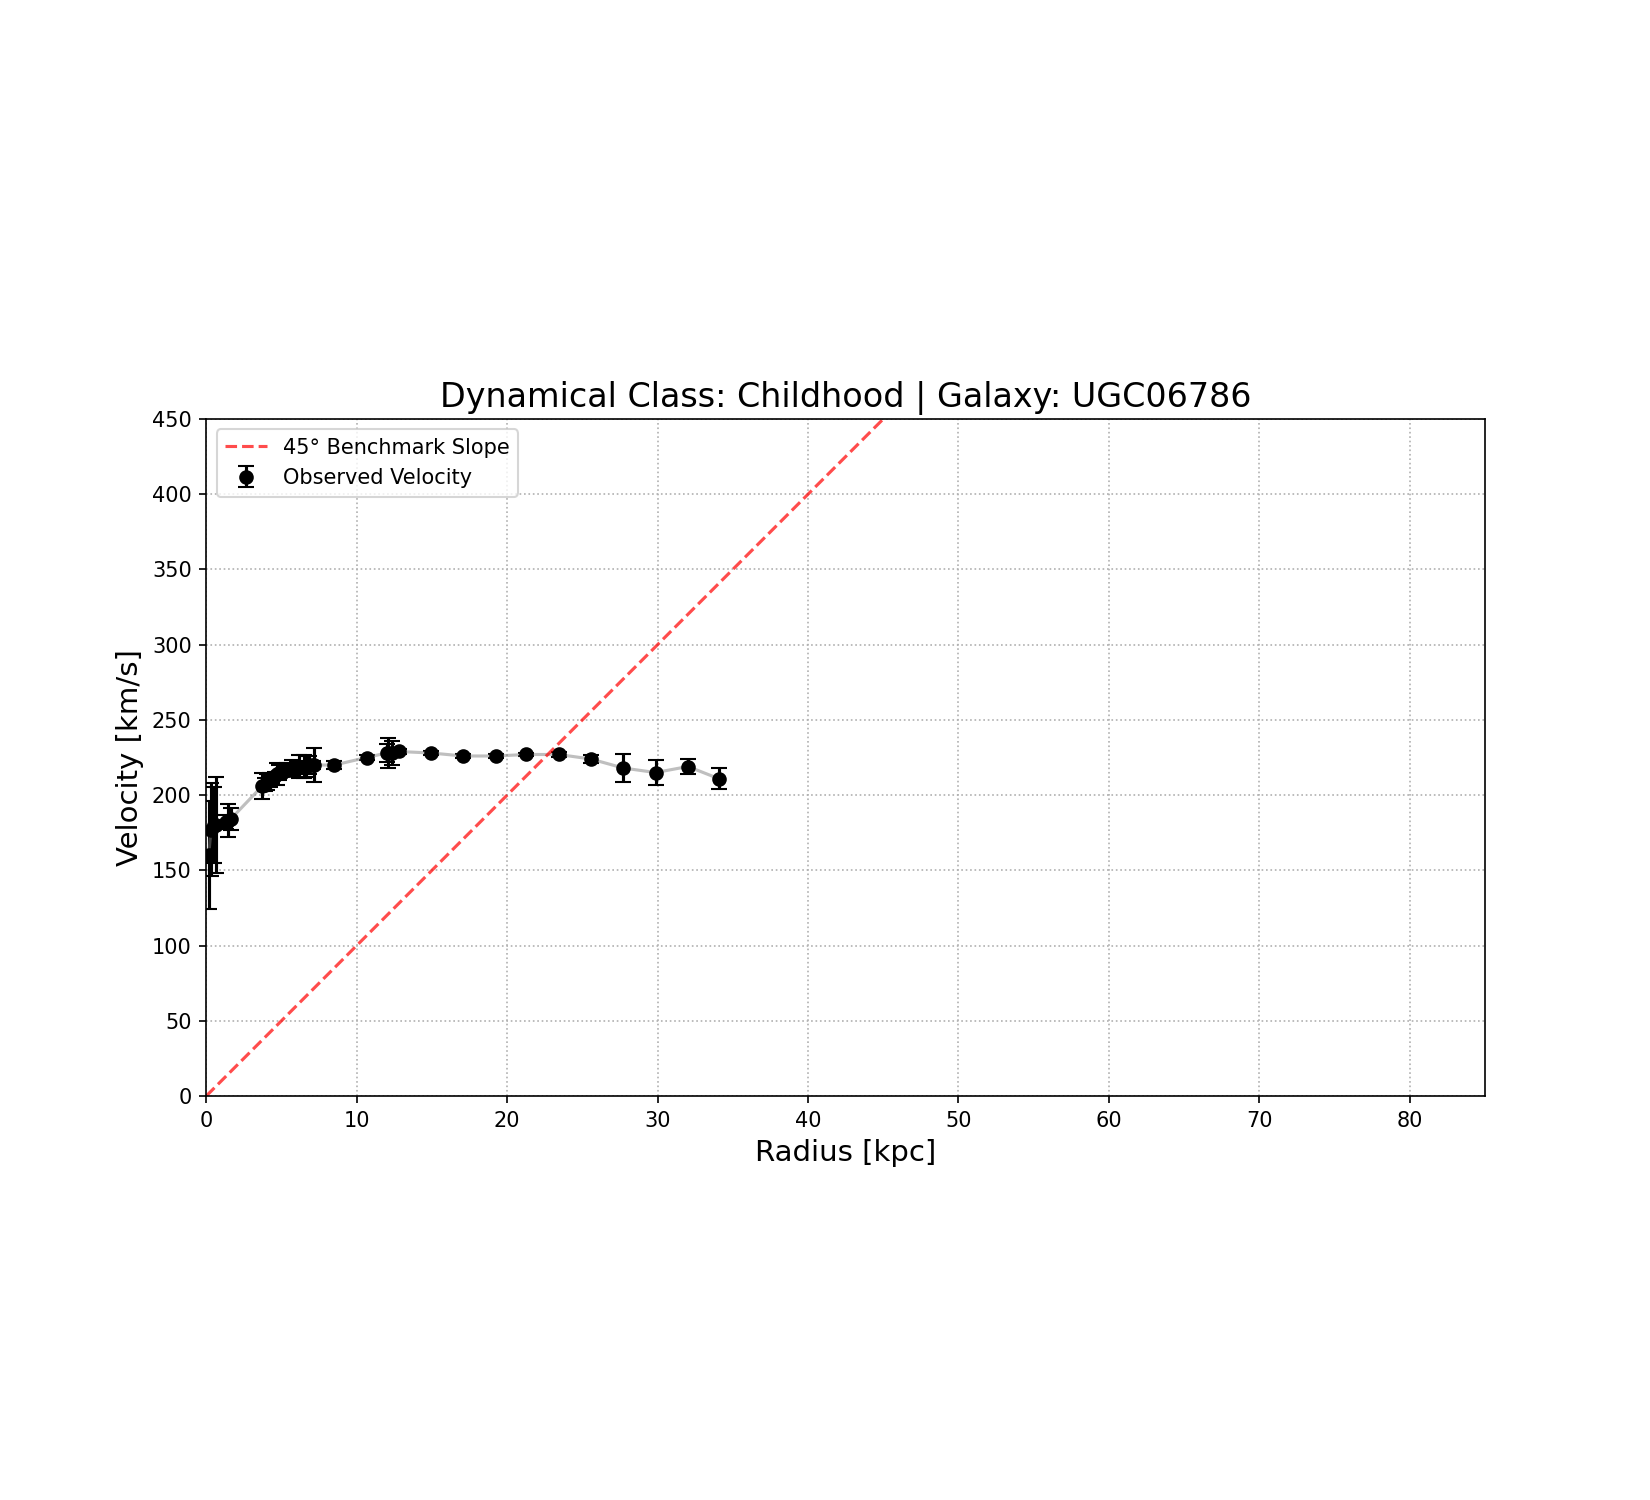 Dynamical Class: Childhood | Galaxy: UGC06786
450
400
350
300
250
200
150
100
50
0
Velocity [km/s]
45° Benchmark Slope
Observed Velocity
0 10 20 30 40 50 60 70 80
Radius [kpc]